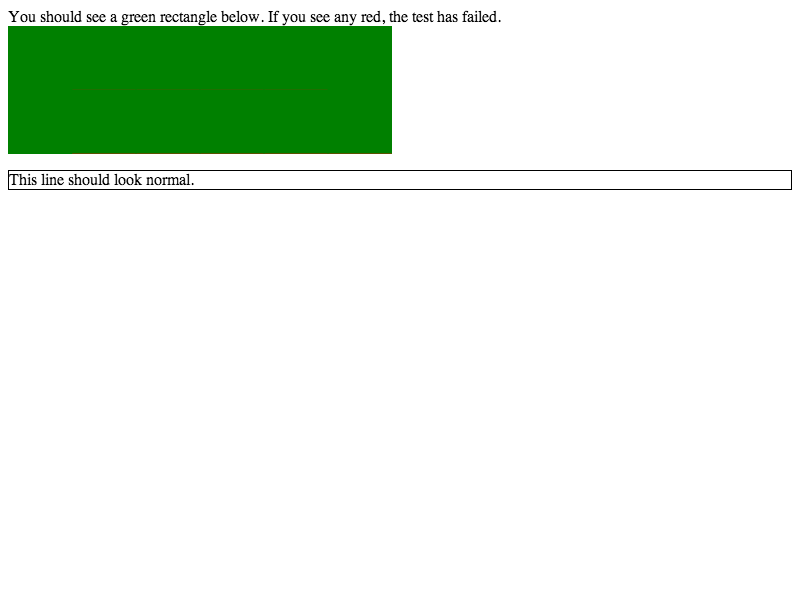 You should see a green rectangle below. If you see any red, the test has failed.
This line should look normal.